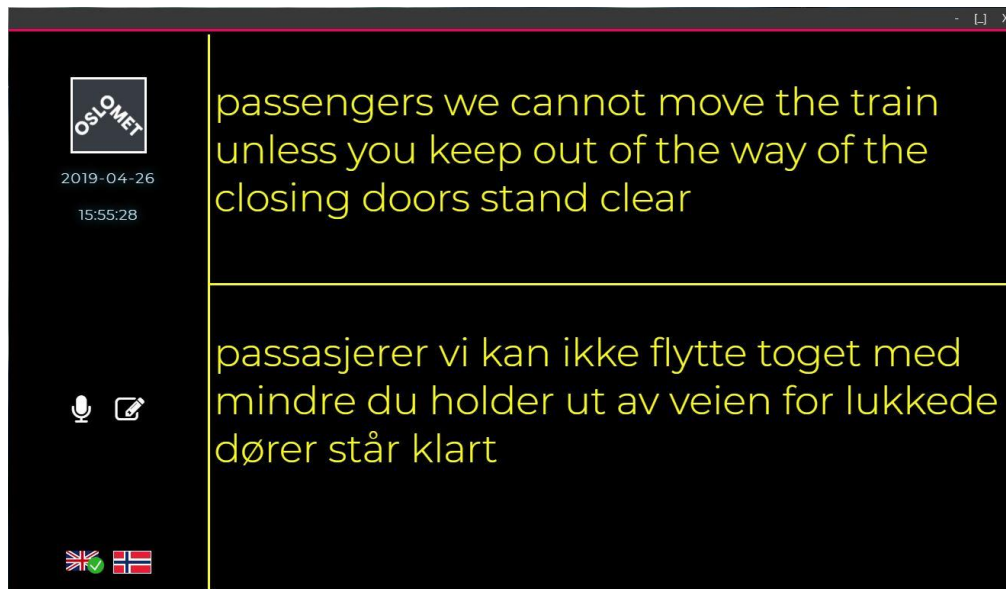 - [_] X
OSLOMET
2019-04-26
15:55:28
passengers we cannot move the train
unless you keep out of the way of the
closing doors stand clear
passasjerer vi kan ikke flytte toget med
mindre du holder ut av veien for lukkede
dører står klart